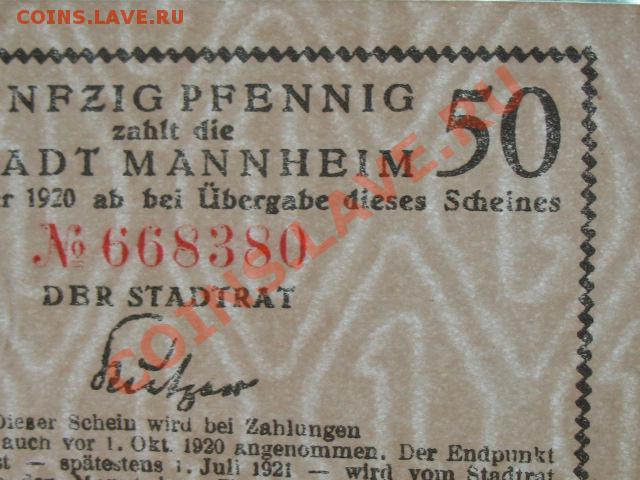 COINS.LAVE.RU
NFZIG PFENNIG 50
zahlt die
ADT MANNHEIM
r 1920 ab bei Übergabe dieses Scheines
№ 668380
DER STADTRAT
COINS.LAVE.RU
Dieser Schein wird bei Zahlungen
auch vor 1. Okt. 1920 angenommen. Der Endpunkt
st — spätestens 1. Juli 1921 — wird vom Stadtrat